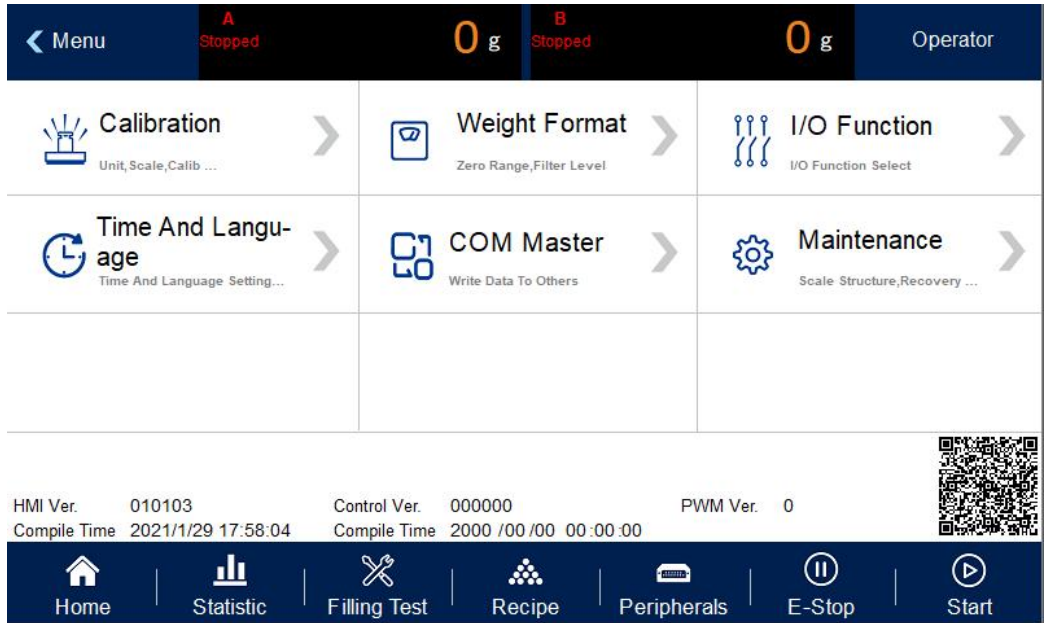 Menu
A
Stopped
0 g
B
Stopped
0 g
Operator
Calibration
Unit,Scale,Calib ...
Weight Format
Zero Range,Filter Level
I/O Function
I/O Function Select
Time And Langu-
age
Time And Language Setting...
COM Master
Write Data To Others
Maintenance
Scale Structure,Recovery ...
HMI Ver. 010103 Control Ver. 000000 PWM Ver. 0
Compile Time 2021/1/29 17:58:04 Compile Time 2000 /00 /00 00:00:00
Home Statistic Filling Test Recipe Peripherals E-Stop Start